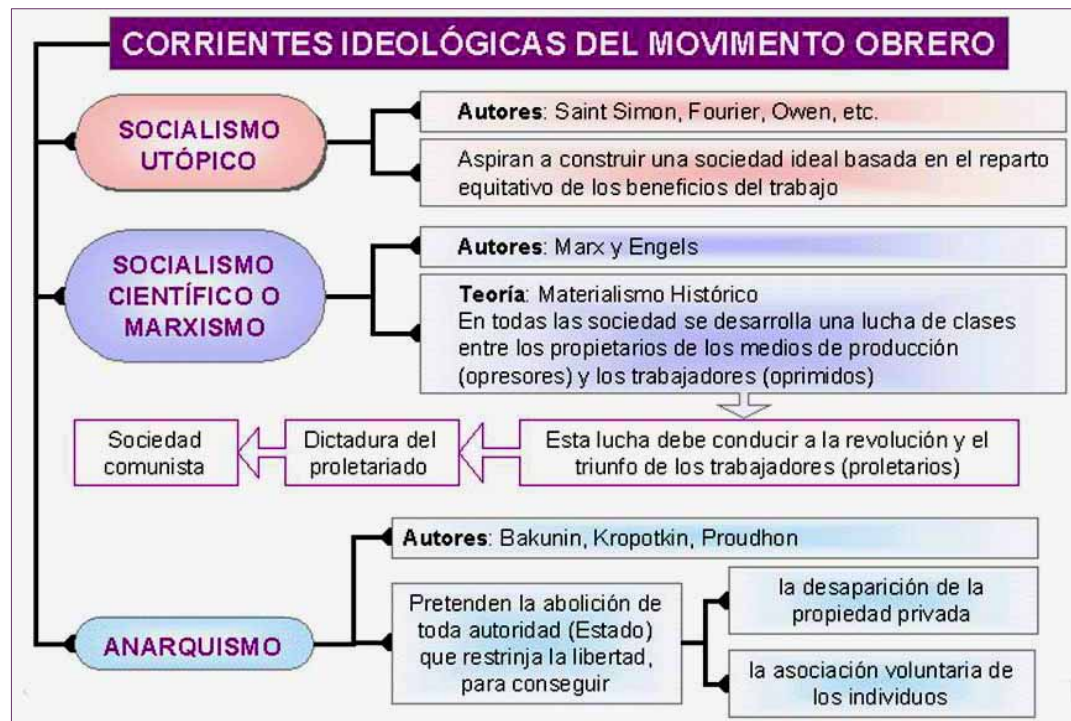 CORRIENTES IDEOLÓGICAS DEL MOVIMENTO OBRERO
SOCIALISMO
UTÓPICO
Autores: Saint Simon, Fourier, Owen, etc.
Aspiran a construir una sociedad ideal basada en el reparto
equitativo de los beneficios del trabajo
SOCIALISMO
CIENTÍFICO O
MARXISMO
Autores: Marx y Engels
Teoría: Materialismo Histórico
En todas las sociedad se desarrolla una lucha de clases
entre los propietarios de los medios de producción
(opresores) y los trabajadores (oprimidos)
Esta lucha debe conducir a la revolución y el
triunfo de los trabajadores (proletarios)
Dictadura del
proletariado
Sociedad
comunista
ANARQUISMO
Autores: Bakunin, Kropotkin, Proudhon
Pretenden la abolición de
toda autoridad (Estado)
que restrinja la libertad,
para conseguir
la desaparición de la
propiedad privada
la asociación voluntaria de
los individuos